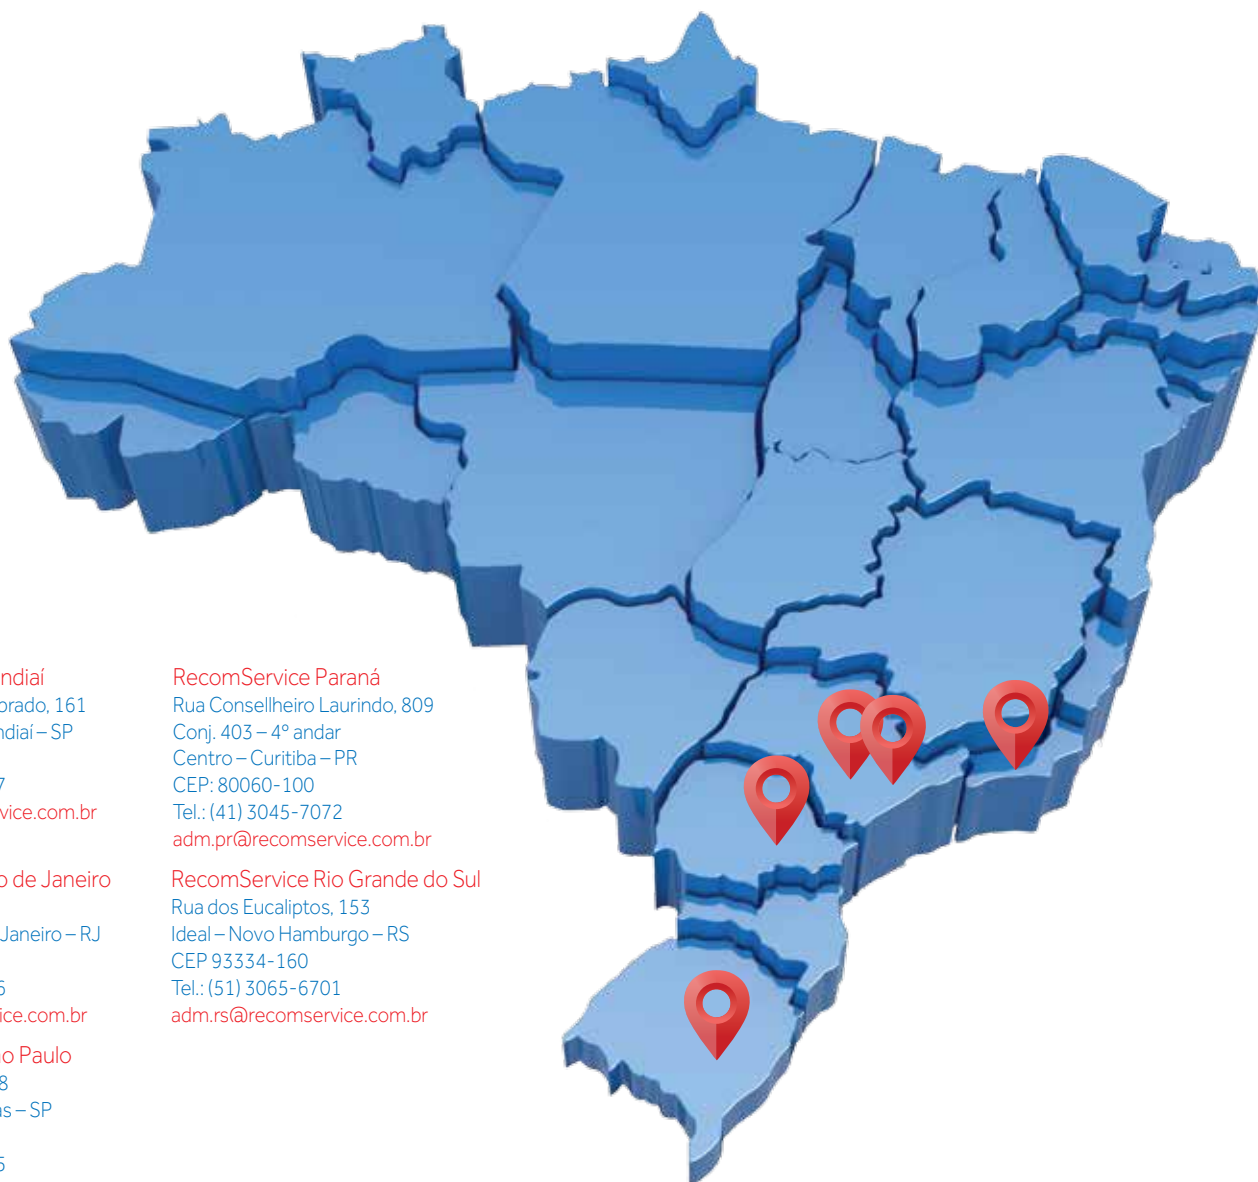 ndiaí
orado, 161
ndiaí – SP
7
vice.com.br
o de Janeiro
Janeiro – RJ
6
ice.com.br
o Paulo
8
as – SP
5
RecomService Paraná
Rua Consellheiro Laurindo, 809
Conj. 403 – 4º andar
Centro – Curitiba – PR
CEP: 80060-100
Tel.: (41) 3045-7072
adm.pr@recomservice.com.br
RecomService Rio Grande do Sul
Rua dos Eucaliptos, 153
Ideal – Novo Hamburgo – RS
CEP 93334-160
Tel.: (51) 3065-6701
adm.rs@recomservice.com.br